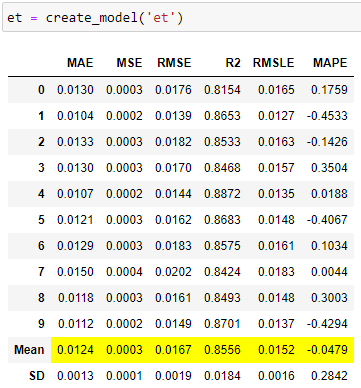 et = create_model('et')
MAE MSE RMSE R2 RMSLE MAPE
0 0.0130 0.0003 0.0176 0.8154 0.0165 0.1759
1 0.0104 0.0002 0.0139 0.8653 0.0127 -0.4533
2 0.0133 0.0003 0.0182 0.8533 0.0163 -0.1426
3 0.0130 0.0003 0.0170 0.8468 0.0157 0.3504
4 0.0107 0.0002 0.0144 0.8872 0.0135 0.0188
5 0.0121 0.0003 0.0162 0.8683 0.0148 -0.4067
6 0.0129 0.0003 0.0183 0.8575 0.0161 0.1034
7 0.0150 0.0004 0.0202 0.8424 0.0183 0.0044
8 0.0118 0.0003 0.0161 0.8493 0.0148 0.3003
9 0.0112 0.0002 0.0149 0.8701 0.0137 -0.4294
Mean 0.0124 0.0003 0.0167 0.8556 0.0152 -0.0479
SD 0.0013 0.0001 0.0019 0.0184 0.0016 0.2842